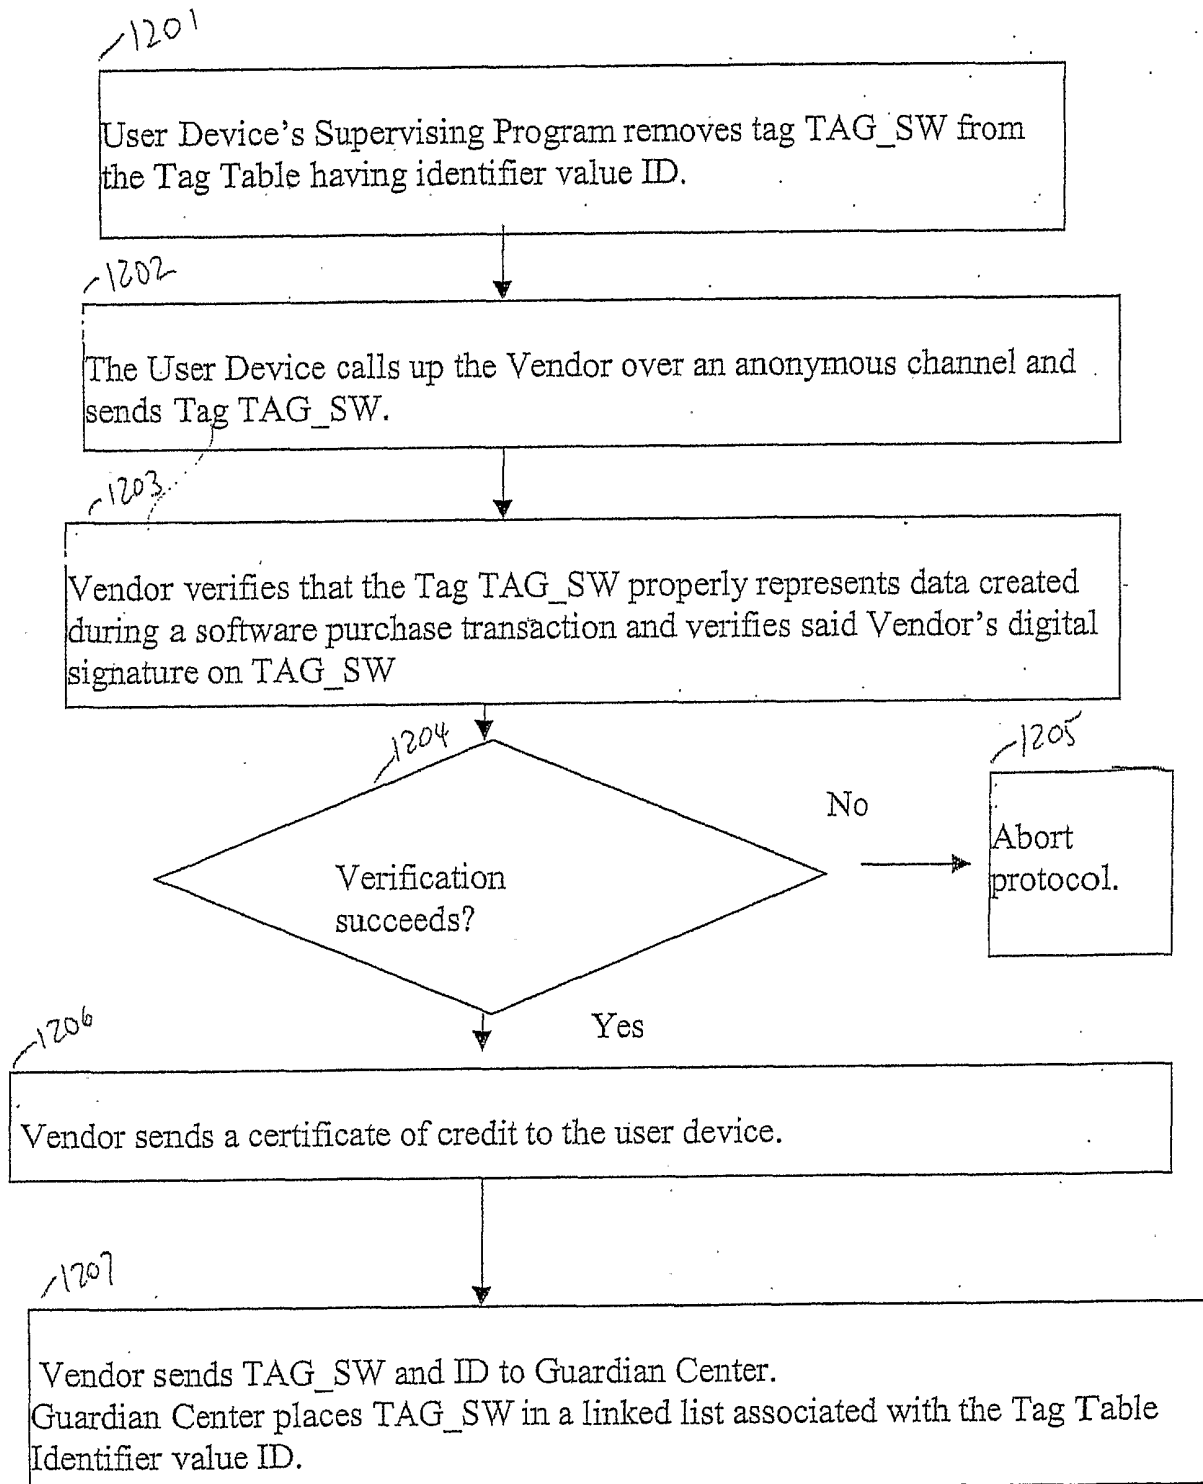 1201
User Device's Supervising Program removes tag TAG_SW from
the Tag Table having identifier value ID.
1202
The User Device calls up the Vendor over an anonymous channel and
sends Tag TAG_SW.
1203
Vendor verifies that the Tag TAG_SW properly represents data created
during a software purchase transaction and verifies said Vendor's digital
signature on TAG_SW
1204
Verification
succeeds?
No
1205
Abort
protocol.
Yes
1206
Vendor sends a certificate of credit to the user device.
1207
Vendor sends TAG_SW and ID to Guardian Center.
Guardian Center places TAG_SW in a linked list associated with the Tag Table
Identifier value ID.